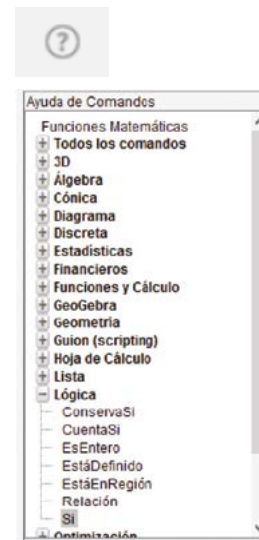 ?
Ayuda de Comandos
Funciones Matemáticas
+ Todos los comandos
+ 3D
+ Álgebra
+ Cónica
+ Diagrama
+ Discreta
+ Estadísticas
+ Financieros
+ Funciones y Cálculo
+ GeoGebra
+ Geometría
+ Guion (scripting)
+ Hoja de Cálculo
+ Lista
− Lógica
ConservaSi
CuentaSi
EsEntero
EstáDefinido
EstáEnRegión
Relación
Si
+ Optimización